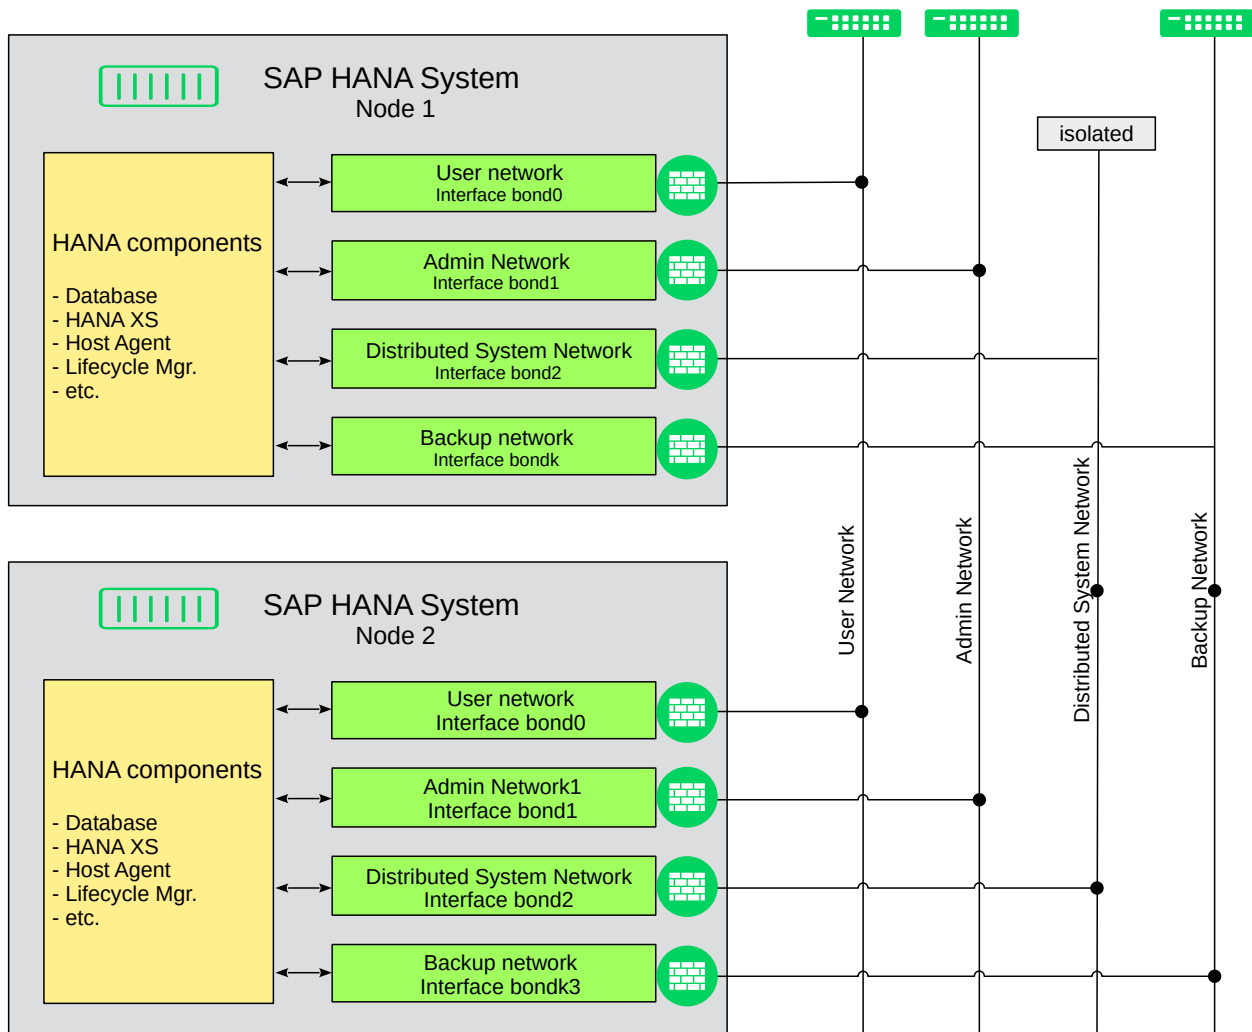 SAP HANA System
Node 1
isolated
HANA components
- Database
- HANA XS
- Host Agent
- Lifecycle Mgr.
- etc.
User network
Interface bond0
Admin Network
Interface bond1
Distributed System Network
Interface bond2
Backup network
Interface bondk
User Network
Admin Network
Distributed System Network
Backup Network
SAP HANA System
Node 2
HANA components
- Database
- HANA XS
- Host Agent
- Lifecycle Mgr.
- etc.
User network
Interface bond0
Admin Network1
Interface bond1
Distributed System Network
Interface bond2
Backup network
Interface bondk3